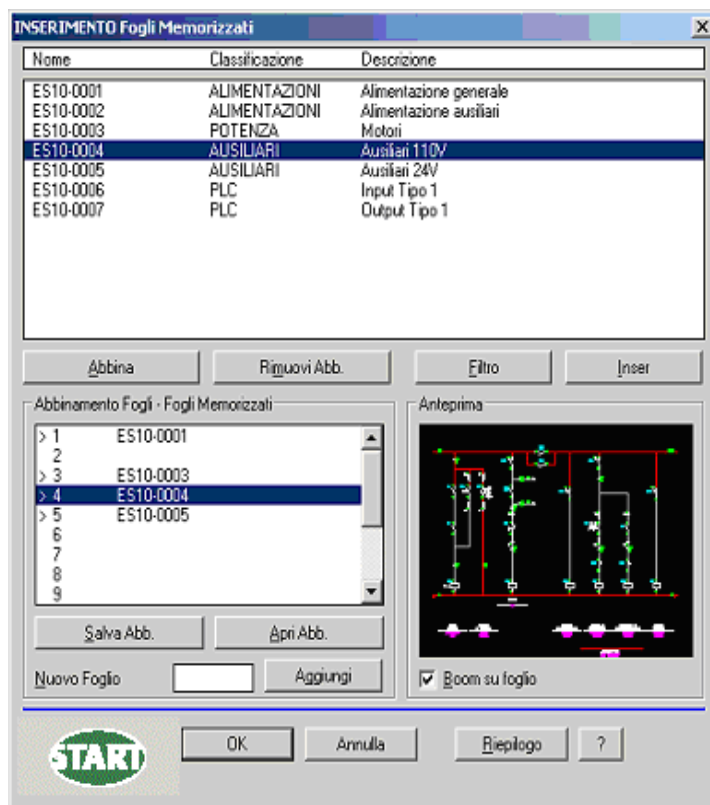 INSERIMENTO Fogli Memorizzati
Nome Classificazione Descrizione
ES10-0001 ALIMENTAZIONI Alimentazione generale
ES10-0002 ALIMENTAZIONI Alimentazione ausiliari
ES10-0003 POTENZA Motori
ES10-0004 AUSILIARI Ausiliari 110V
ES10-0005 AUSILIARI Ausiliari 24V
ES10-0006 PLC Input Tipo 1
ES10-0007 PLC Output Tipo 1
Abbina Rimuovi Abb. Filtro Inser
Abbinamento Fogli - Fogli Memorizzati
> 1 ES10-0001
2
> 3 ES10-0003
> 4 ES10-0004
> 5 ES10-0005
6
7
8
9
Salva Abb. Apri Abb.
Nuovo Foglio Aggiungi
Anteprima
Boom su foglio
START OK Annulla Riepilogo ?